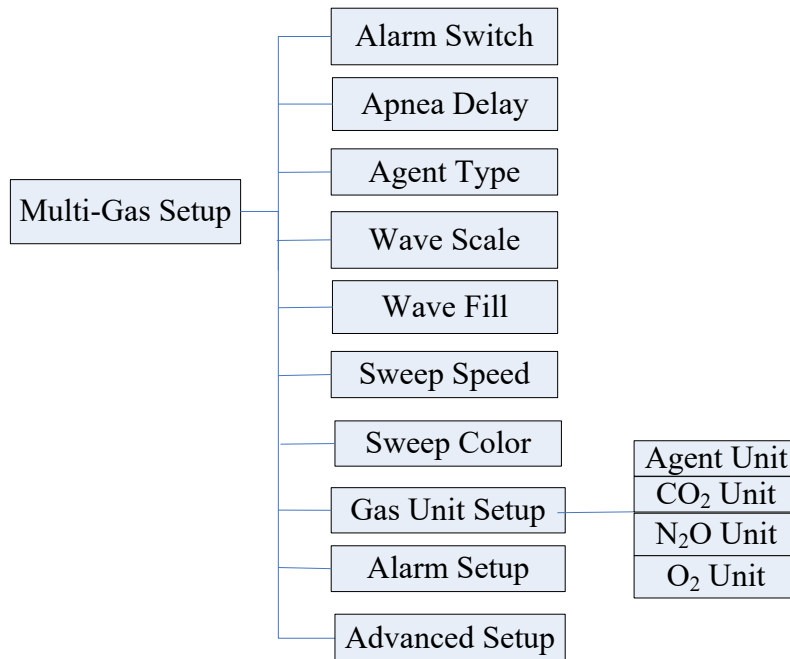 Alarm Switch
Apnea Delay
Agent Type
Multi-Gas Setup
Wave Scale
Wave Fill
Sweep Speed
Sweep Color
Gas Unit Setup
Alarm Setup
Advanced Setup
Agent Unit
CO₂ Unit
N₂O Unit
O₂ Unit